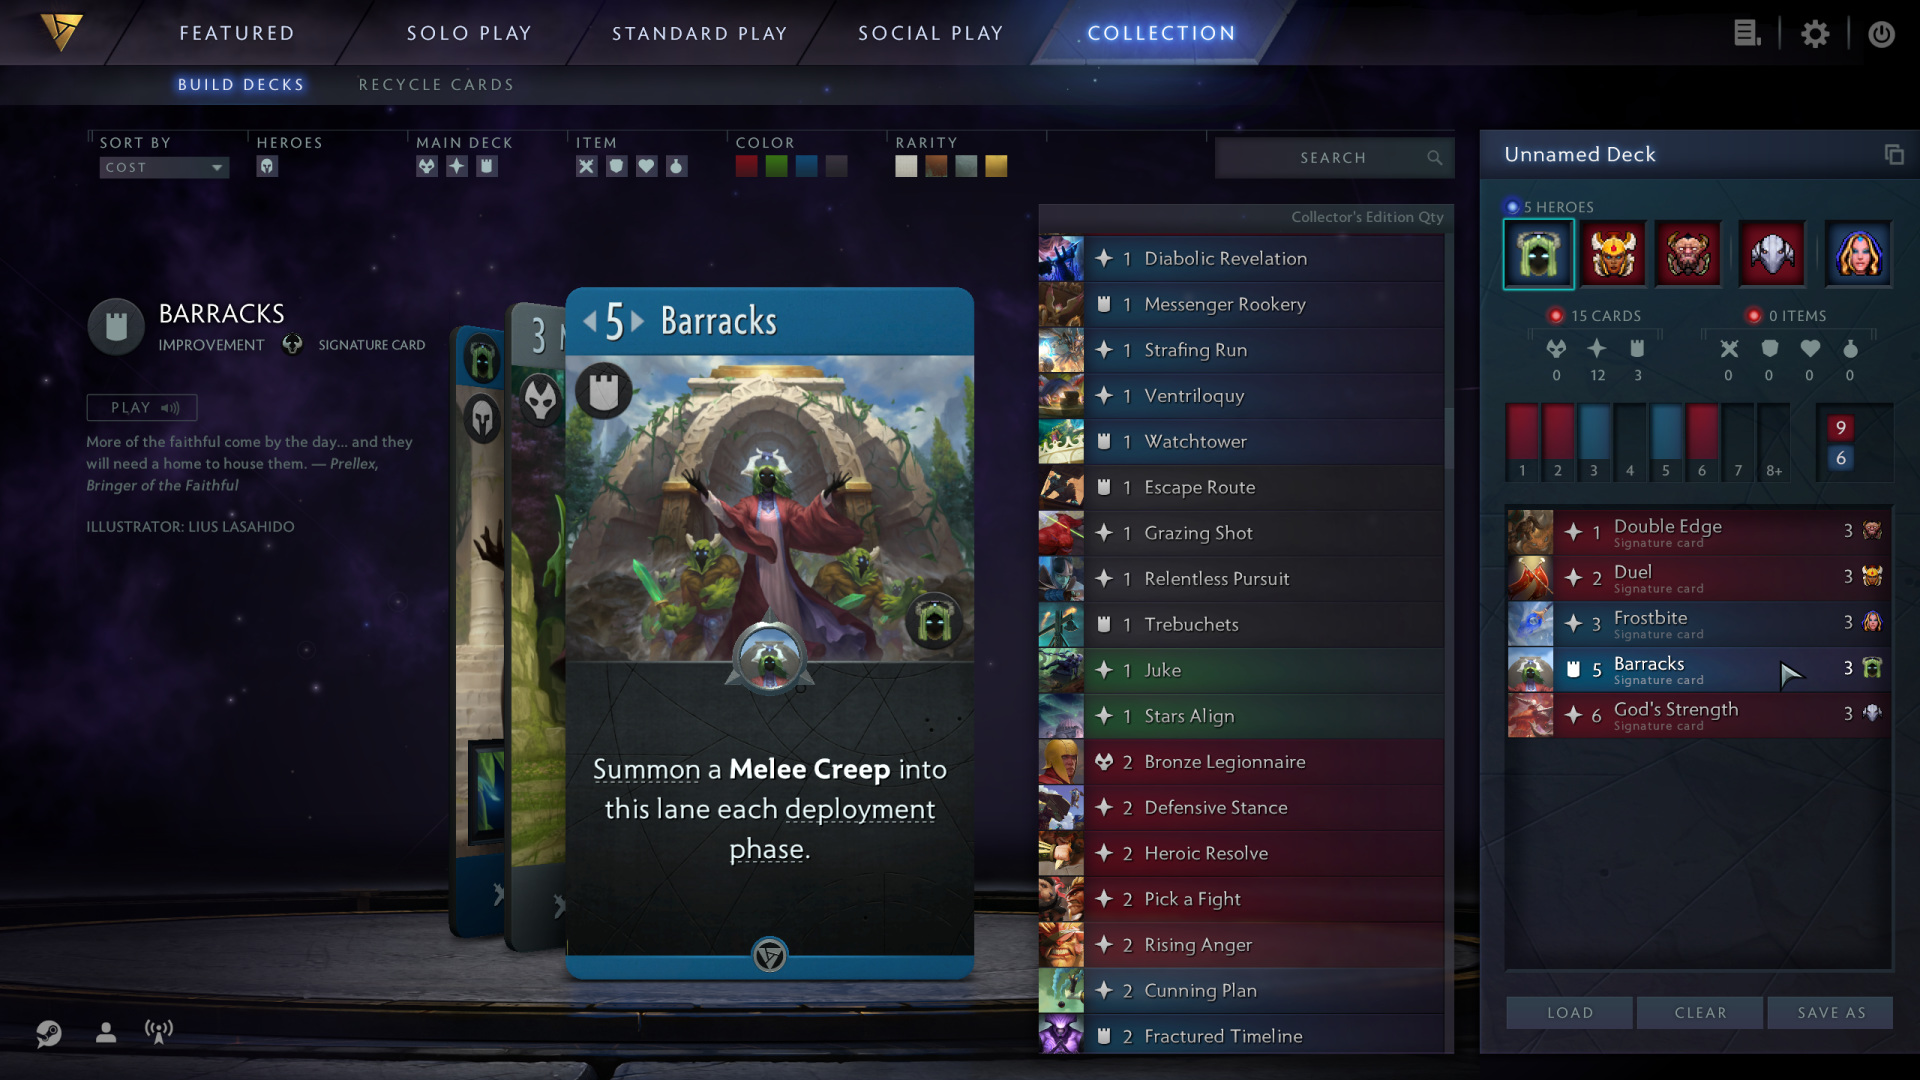 FEATURED
SOLO PLAY
STANDARD PLAY
SOCIAL PLAY
COLLECTION
BUILD DECKS
RECYCLE CARDS
SORT BY
COST
HEROES
MAIN DECK
ITEM
COLOR
RARITY
SEARCH
BARRACKS
IMPROVEMENT
SIGNATURE CARD
PLAY
More of the faithful come by the day... and they
will need a home to house them. — Prellex,
Bringer of the Faithful
ILLUSTRATOR: LIUS LASAHIDO
3
5 Barracks
Summon a Melee Creep into
this lane each deployment
phase.
Collector's Edition Qty
1 Diabolic Revelation
1 Messenger Rookery
1 Strafing Run
1 Ventriloquy
1 Watchtower
1 Escape Route
1 Grazing Shot
1 Relentless Pursuit
1 Trebuchets
1 Juke
1 Stars Align
2 Bronze Legionnaire
2 Defensive Stance
2 Heroic Resolve
2 Pick a Fight
2 Rising Anger
2 Cunning Plan
2 Fractured Timeline
Unnamed Deck
5 HEROES
15 CARDS
0 ITEMS
0 12 3
0 0 0 0
1 2 3 4 5 6 7 8+
9
6
1 Double Edge 3
Signature card
2 Duel 3
Signature card
3 Frostbite 3
Signature card
5 Barracks 3
Signature card
6 God's Strength 3
Signature card
LOAD
CLEAR
SAVE AS